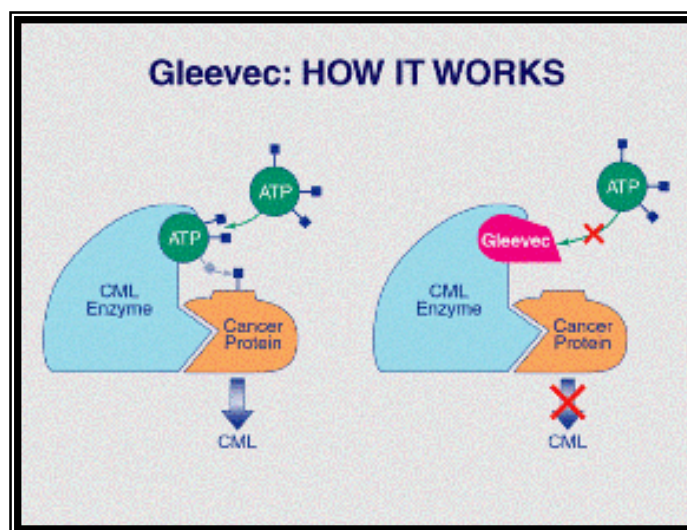 Gleevec: HOW IT WORKS
ATP
ATP
CML
Enzyme
Cancer
Protein
CML
ATP
Gleevec
CML
Enzyme
Cancer
Protein
CML